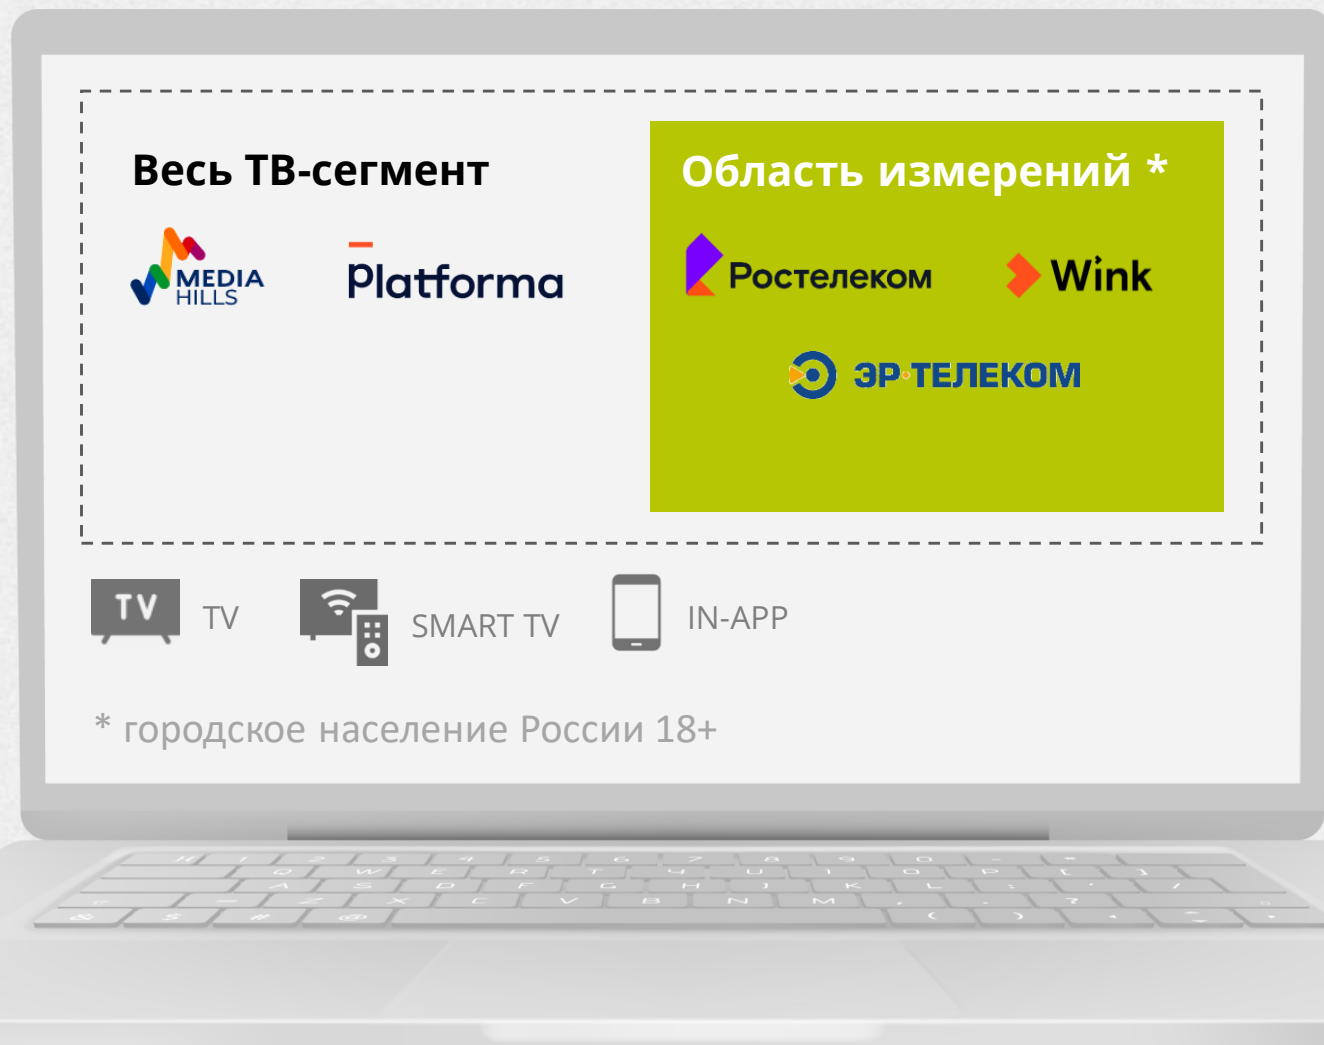 Весь ТВ-сегмент
Область измерений *
MEDIA
HILLS
Platforma
Ростелеком
Wink
ЭР·ТЕЛЕКОМ
TV
TV
SMART TV
IN-APP
* городское население России 18+